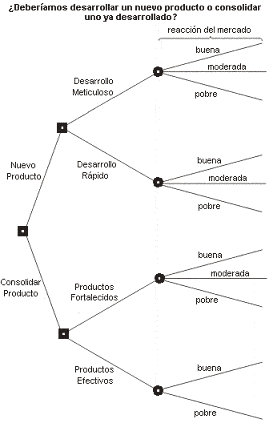 ¿Deberíamos desarrollar un nuevo producto o consolidar
uno ya desarrollado?
reacción del mercado
buena
moderada
pobre
Desarrollo
Meticuloso
Nuevo
Producto
Desarrollo
Rápido
buena
moderada
pobre
Consolidar
Producto
Productos
Fortalecidos
buena
moderada
pobre
Productos
Efectivos
buena
pobre